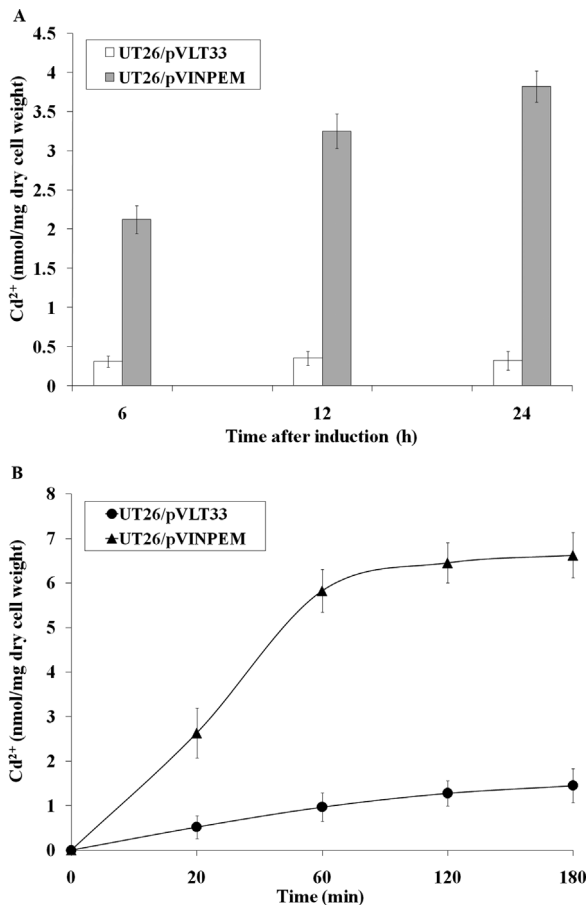 A
4.5
4
3.5
3
2.5
2
1.5
1
0.5
0
Cd²⁺ (nmol/mg dry cell weight)
UT26/pVLT33
UT26/pVINPEM
6 12 24
Time after induction (h)
B
8
7
6
5
4
3
2
1
0
Cd²⁺ (nmol/mg dry cell weight)
UT26/pVLT33
UT26/pVINPEM
0 20 60 120 180
Time (min)